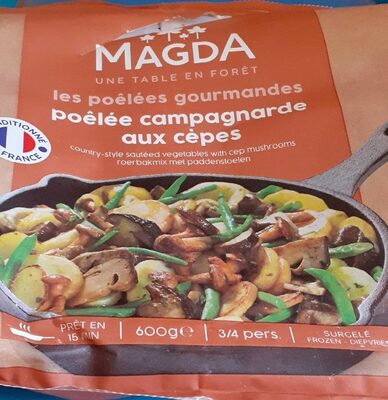 MAGDA
UNE TABLE EN FORÊT
les poêlées gourmandes
poêlée campagnarde
aux cèpes
country-style sautéed vegetables with cep mushrooms
roerbakmix met paddenstoelen
FRANCE
PRÊT EN
15 MIN
600g e
3/4 pers.
SURGELÉ
FROZEN - DIEPVRIES